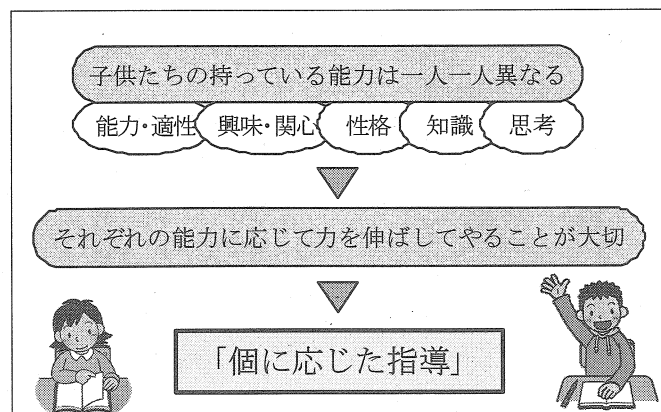 子供たちの持っている能力は一人一人異なる
能力・適性 興味・関心 性格 知識 思考
それぞれの能力に応じて力を伸ばしてやることが大切
「個に応じた指導」